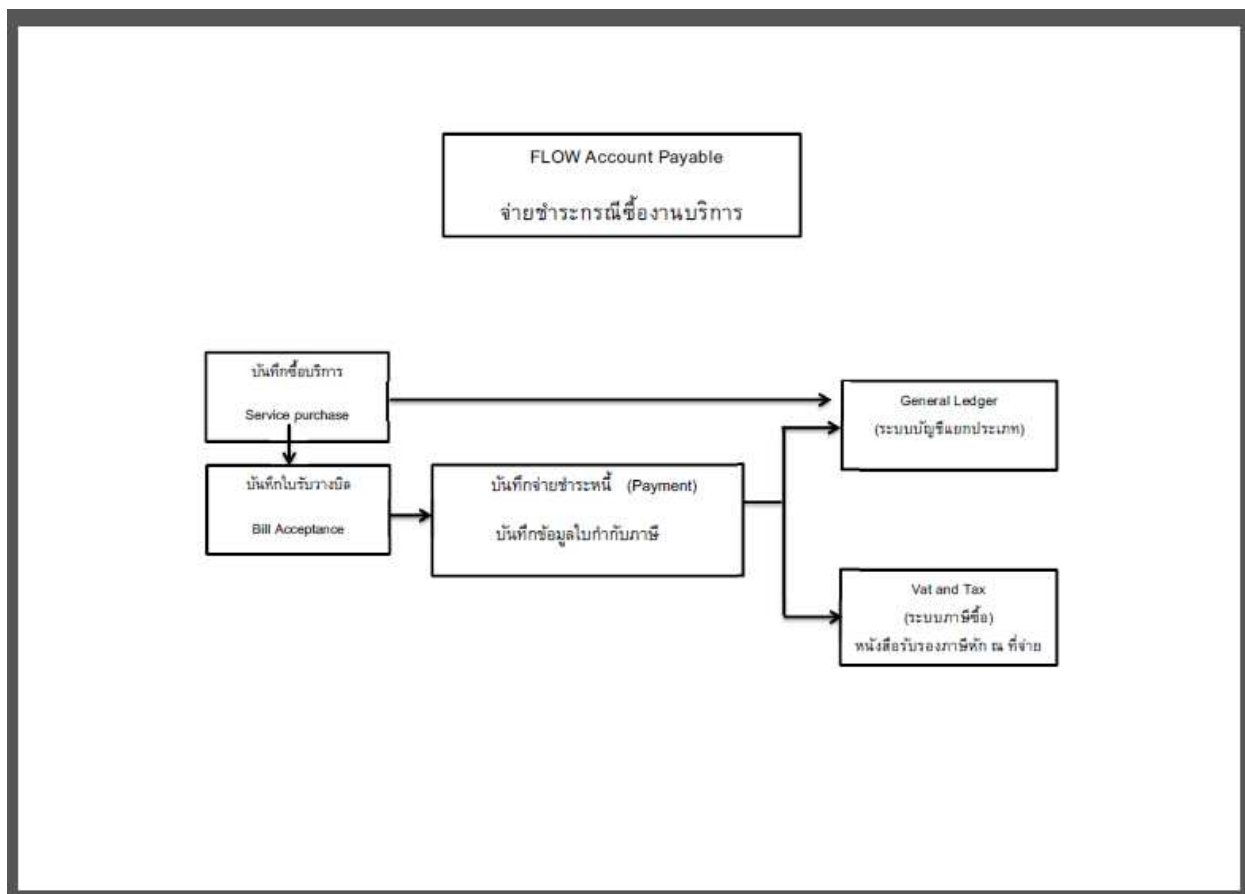 FLOW Account Payable
จ่ายชำระกรณีซื้องานบริการ
บันทึกซื้อบริการ
Service purchase
บันทึกใบรับวางบิล
Bill Acceptance
บันทึกจ่ายชำระหนี้ (Payment)
บันทึกข้อมูลใบกำกับภาษี
General Ledger
(ระบบบัญชีแยกประเภท)
Vat and Tax
(ระบบภาษีซื้อ)
หนังสือรับรองภาษีหัก ณ ที่จ่าย